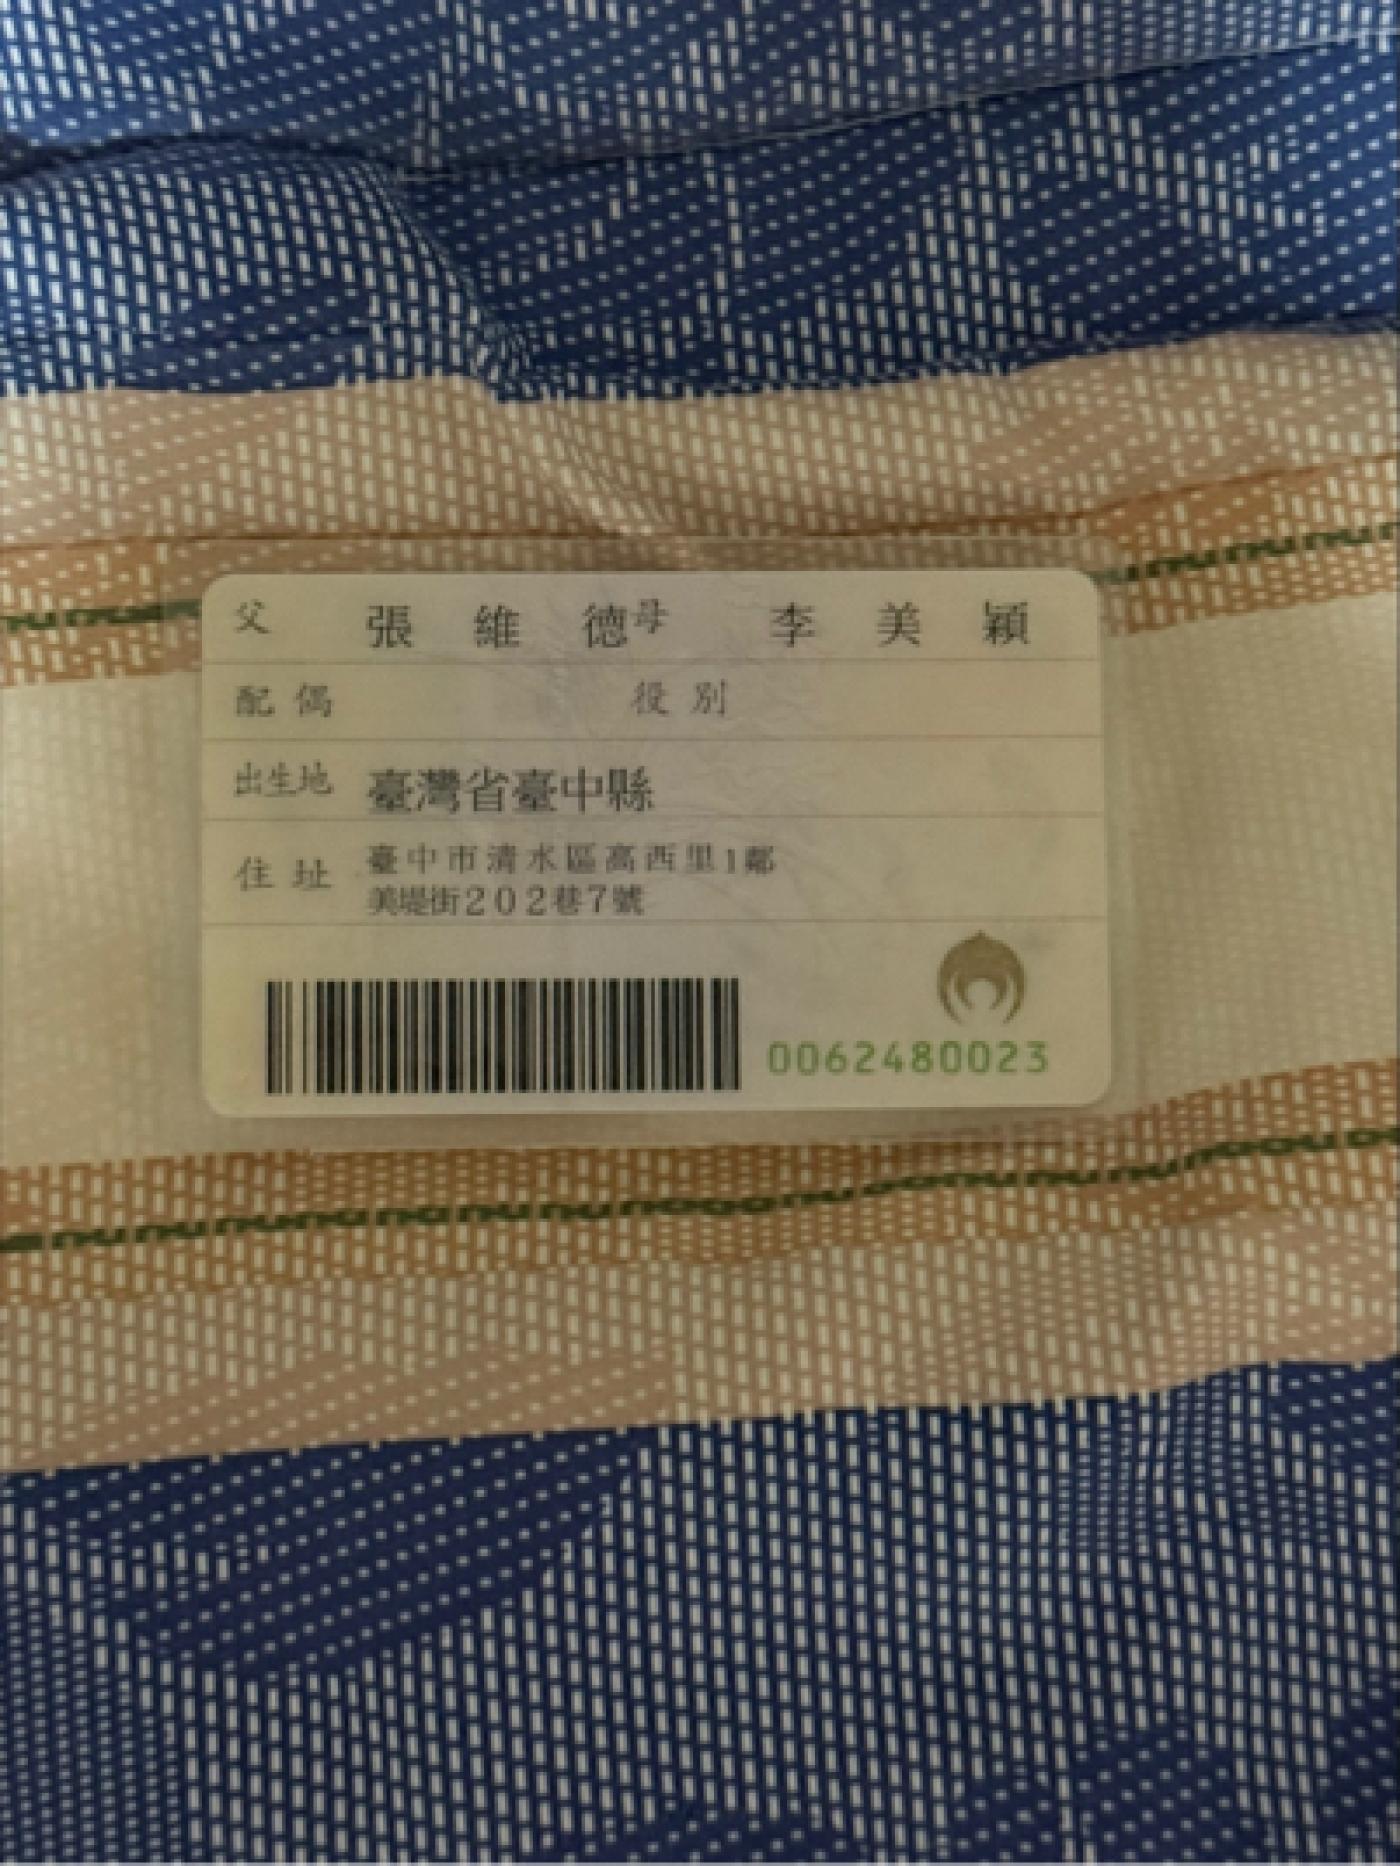 父 張維德 母 李美穎
配偶 役別
出生地 臺灣省臺中縣
住址 臺中市清水區高西里1鄰
美堤街202巷7號
0062480023